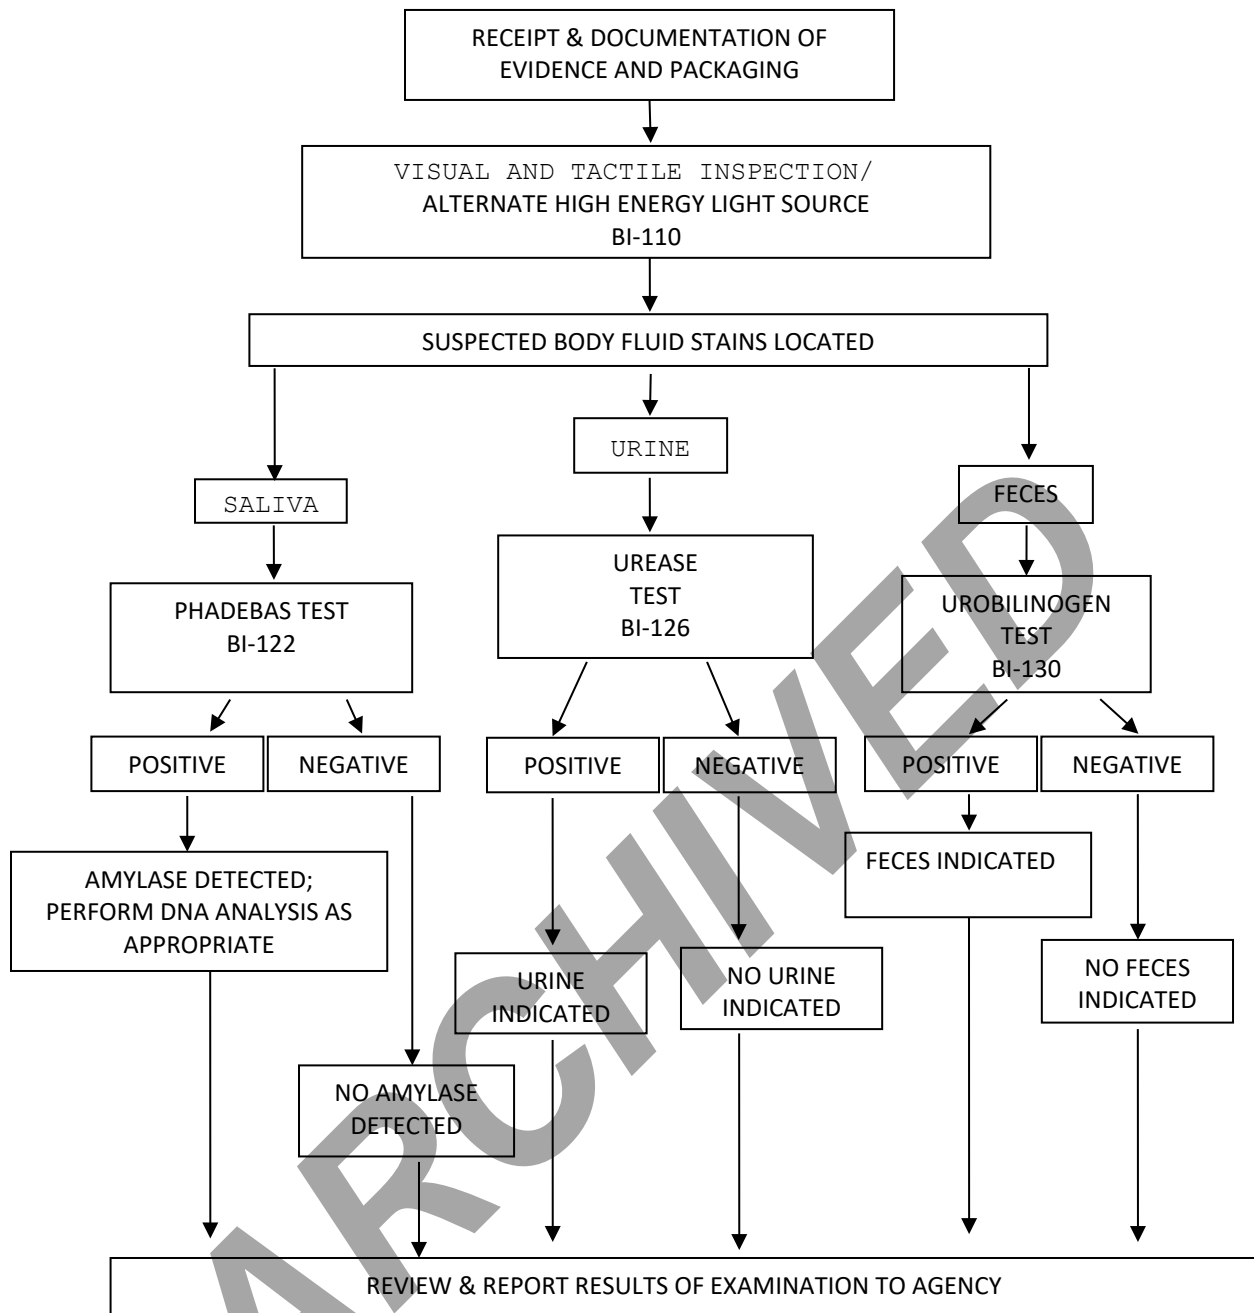 RECEIPT & DOCUMENTATION OF
EVIDENCE AND PACKAGING
VISUAL AND TACTILE INSPECTION/
ALTERNATE HIGH ENERGY LIGHT SOURCE
BI-110
SUSPECTED BODY FLUID STAINS LOCATED
SALIVA
URINE
FECES
PHADEBAS TEST
BI-122
UREASE
TEST
BI-126
UROBILINOGEN
TEST
BI-130
POSITIVE
NEGATIVE
POSITIVE
NEGATIVE
POSITIVE
NEGATIVE
AMYLASE DETECTED;
PERFORM DNA ANALYSIS AS
APPROPRIATE
NO AMYLASE
DETECTED
URINE
INDICATED
NO URINE
INDICATED
FECES INDICATED
NO FECES
INDICATED
REVIEW & REPORT RESULTS OF EXAMINATION TO AGENCY
ARCHIVED